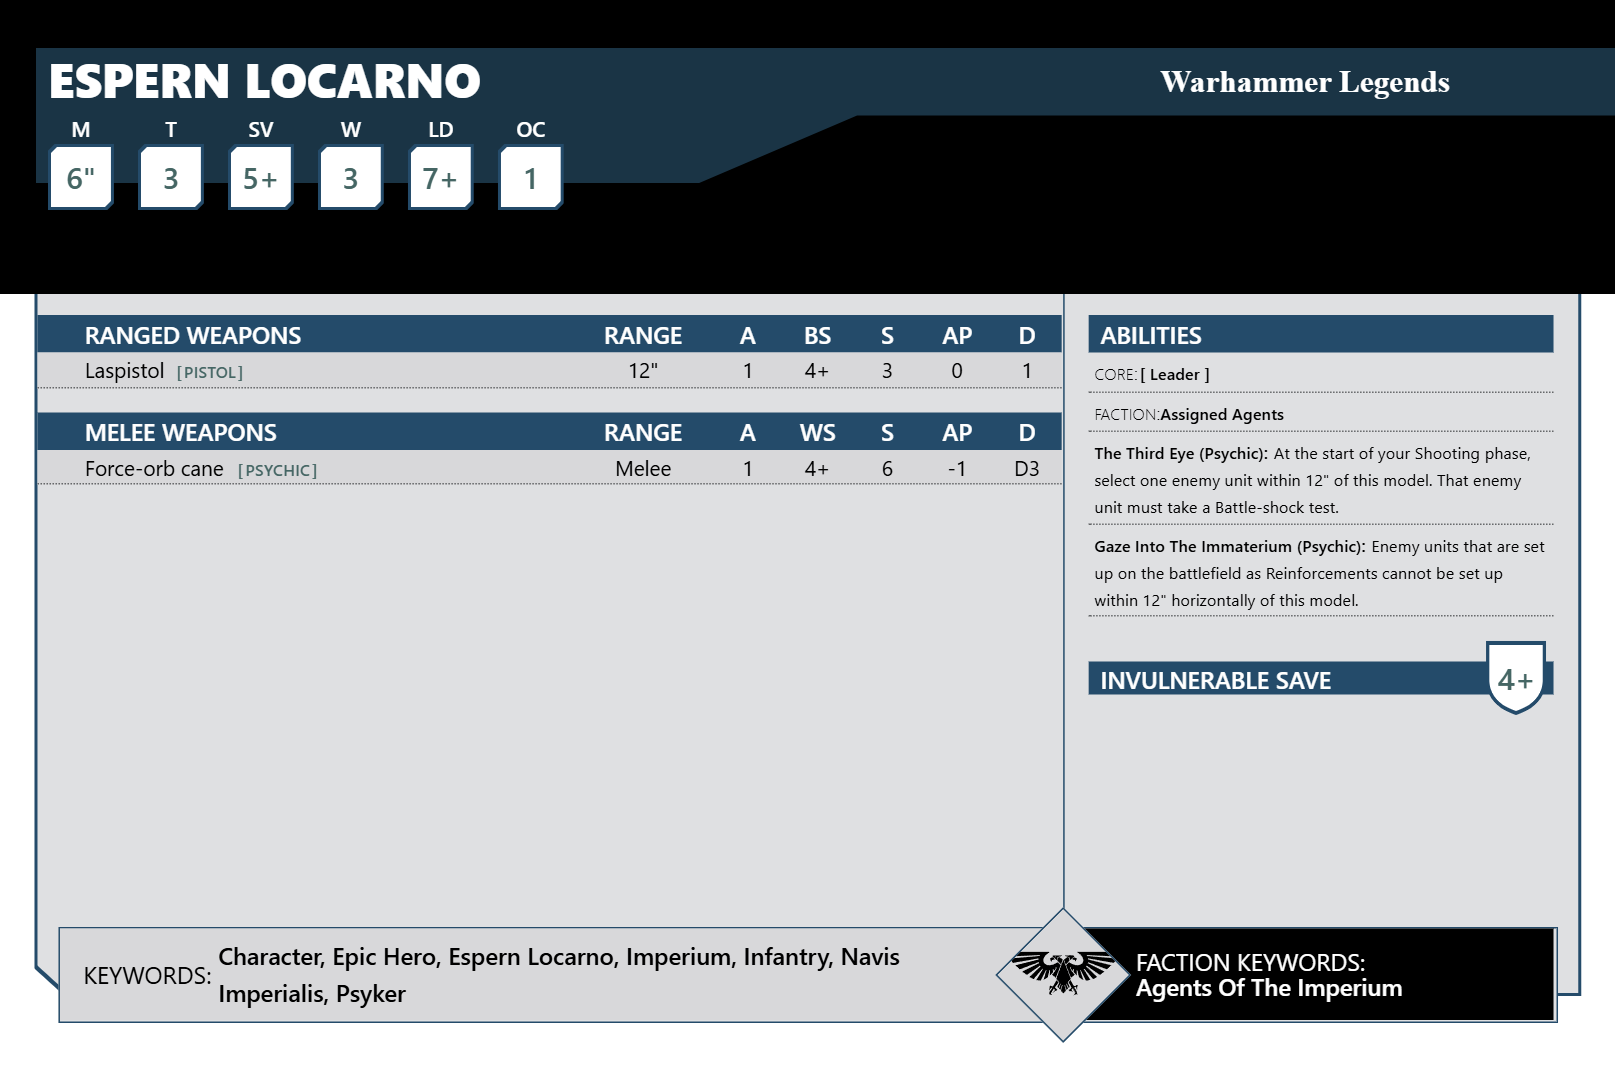 ESPERN LOCARNO
Warhammer Legends
M T SV W LD OC
6" 3 5+ 3 7+ 1
RANGED WEAPONS RANGE A BS S AP D
Laspistol [PISTOL] 12" 1 4+ 3 0 1
MELEE WEAPONS RANGE A WS S AP D
Force-orb cane [PSYCHIC] Melee 1 4+ 6 -1 D3
ABILITIES
CORE:[ Leader ]
FACTION:Assigned Agents
The Third Eye (Psychic): At the start of your Shooting phase,
select one enemy unit within 12" of this model. That enemy
unit must take a Battle-shock test.
Gaze Into The Immaterium (Psychic): Enemy units that are set
up on the battlefield as Reinforcements cannot be set up
within 12" horizontally of this model.
INVULNERABLE SAVE 4+
KEYWORDS: Character, Epic Hero, Espern Locarno, Imperium, Infantry, Navis
Imperialis, Psyker
FACTION KEYWORDS:
Agents Of The Imperium